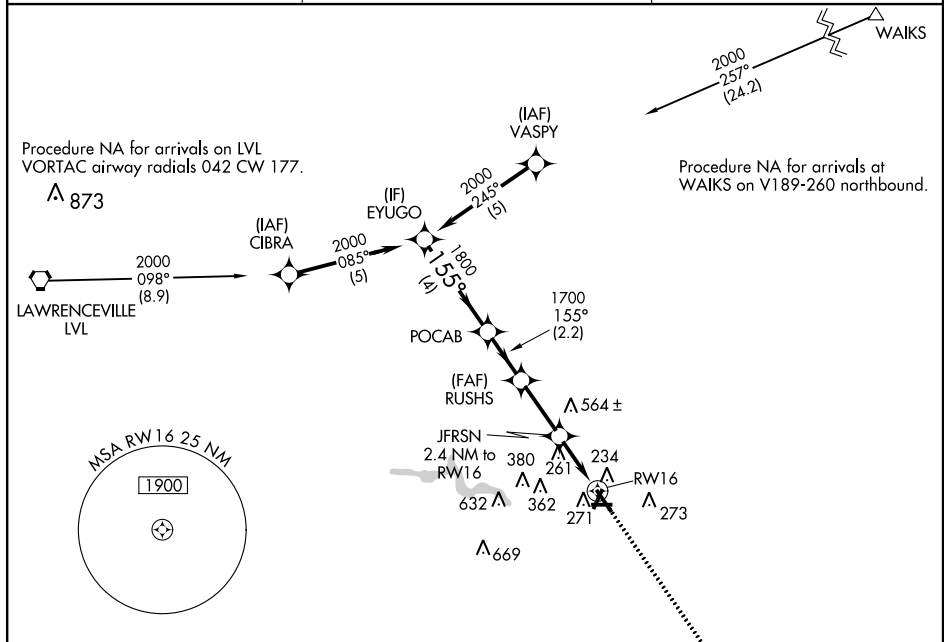 WAIKS
2000
257°
(24.2)
(IAF)
VASPY
Procedure NA for arrivals on LVL
VORTAC airway radials 042 CW 177.
873
Procedure NA for arrivals at
WAIKS on V189-260 northbound.
2000
245°
(5)
(IF)
EYUGO
(IAF)
CIBRA
2000
085°
(5)
2000
098°
(8.9)
LAWRENCEVILLE
LVL
1800
155°
(4)
1700
155°
(2.2)
POCAB
(FAF)
RUSHS
564 ±
JFRSN
2.4 NM to
RW16
380
261
234
RW16
632
362
271
273
669
MSA RW16 25 NM
1900